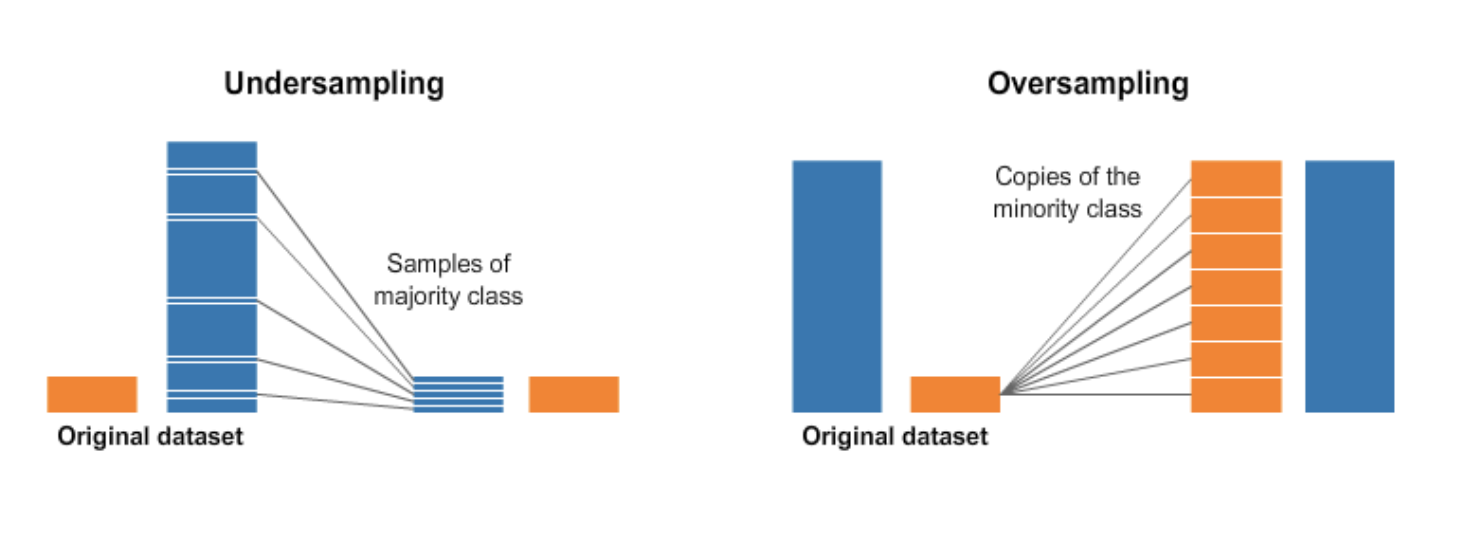 Undersampling
Samples of
majority class
Original dataset
Oversampling
Copies of the
minority class
Original dataset